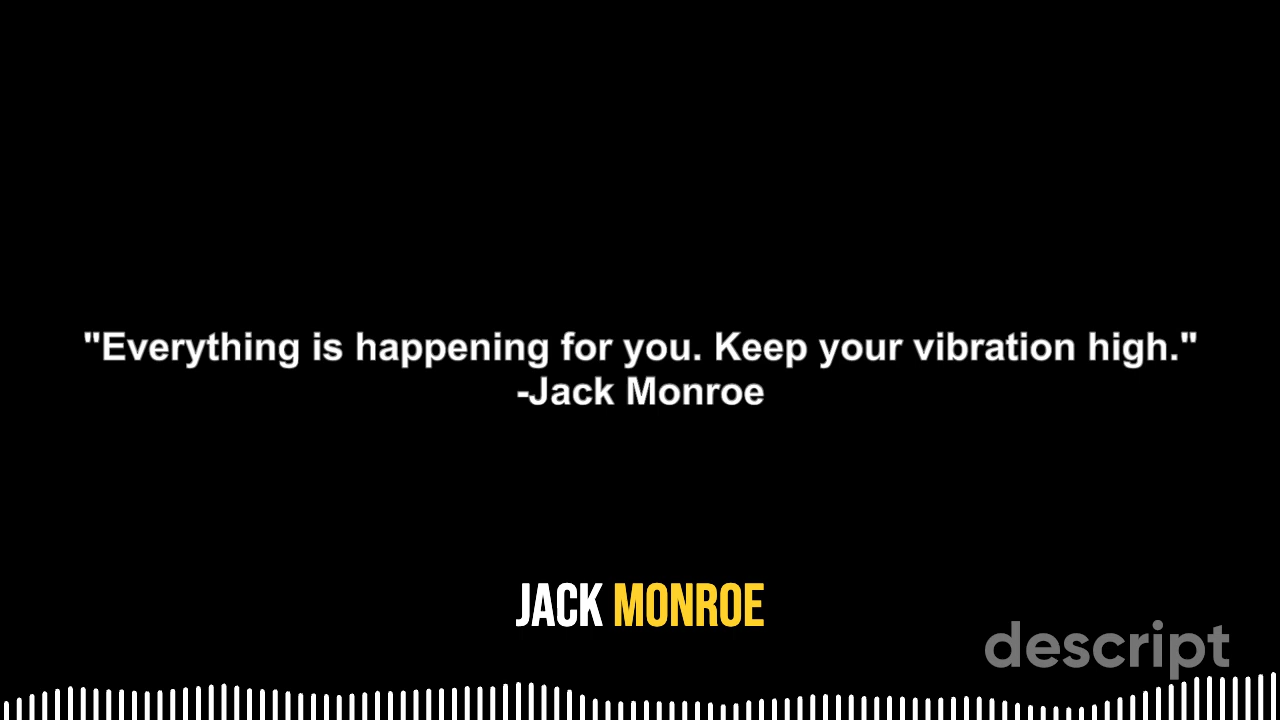 "Everything is happening for you. Keep your vibration high."
-Jack Monroe
JACK MONROE
descript